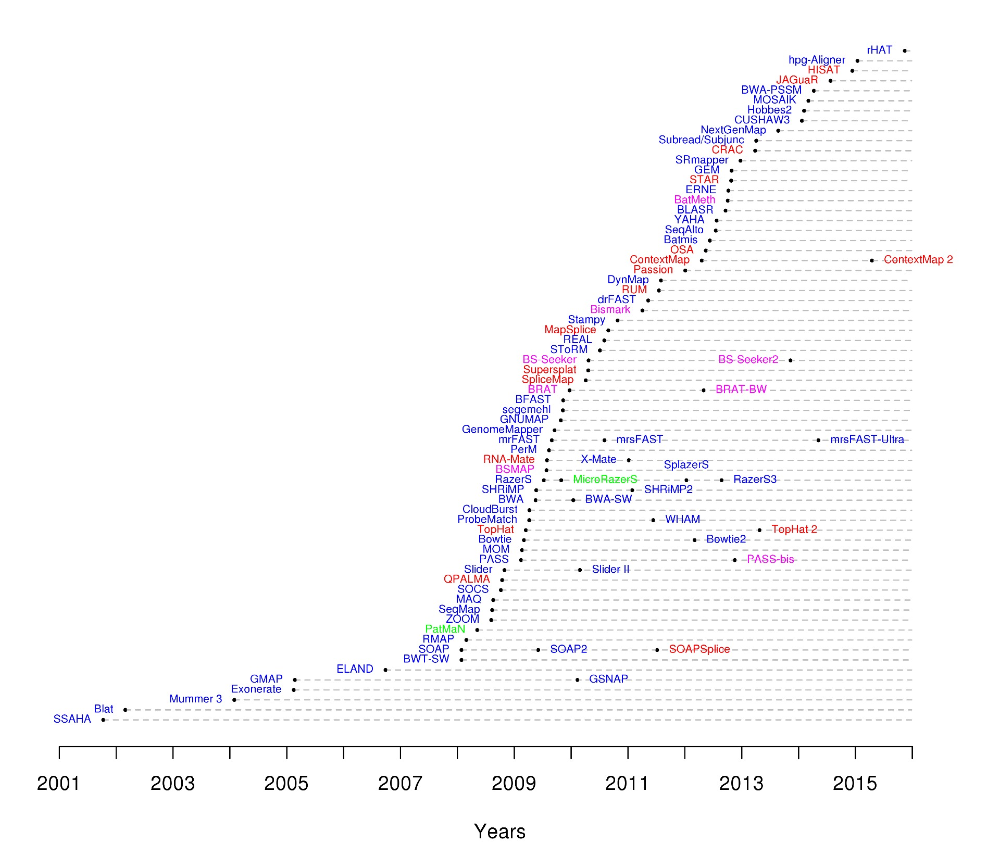 rHAT
hpg-Aligner
HISAT
JAGuaR
BWA-PSSM
MOSAIK
Hobbes2
CUSHAW3
NextGenMap
Subread/Subjunc
CRAC
SRmapper
GEM
STAR
ERNE
BatMeth
BLASR
YAHA
SeqAlto
Batmis
OSA
ContextMap ContextMap 2
Passion
DynMap
RUM
drFAST
Bismark
Stampy
MapSplice
REAL
SToRM
BS-Seeker BS-Seeker2
Supersplat
SpliceMap
BRAT BRAT-BW
BFAST
segemehl
GNUMAP
GenomeMapper
mrFAST mrsFAST mrsFAST-Ultra
PerM
RNA-Mate X-Mate
SplazerS
BSMAP
RazerS MicroRazerS RazerS3
SHRiMP SHRiMP2
BWA BWA-SW
CloudBurst
ProbeMatch WHAM
TopHat TopHat 2
Bowtie Bowtie2
MOM
PASS PASS-bis
Slider Slider II
QPALMA
SOCS
MAQ
SeqMap
ZOOM
PatMaN
RMAP
SOAP SOAP2 SOAPSplice
BWT-SW
ELAND
GMAP GSNAP
Exonerate
Mummer 3
Blat
SSAHA
2001 2003 2005 2007 2009 2011 2013 2015
Years